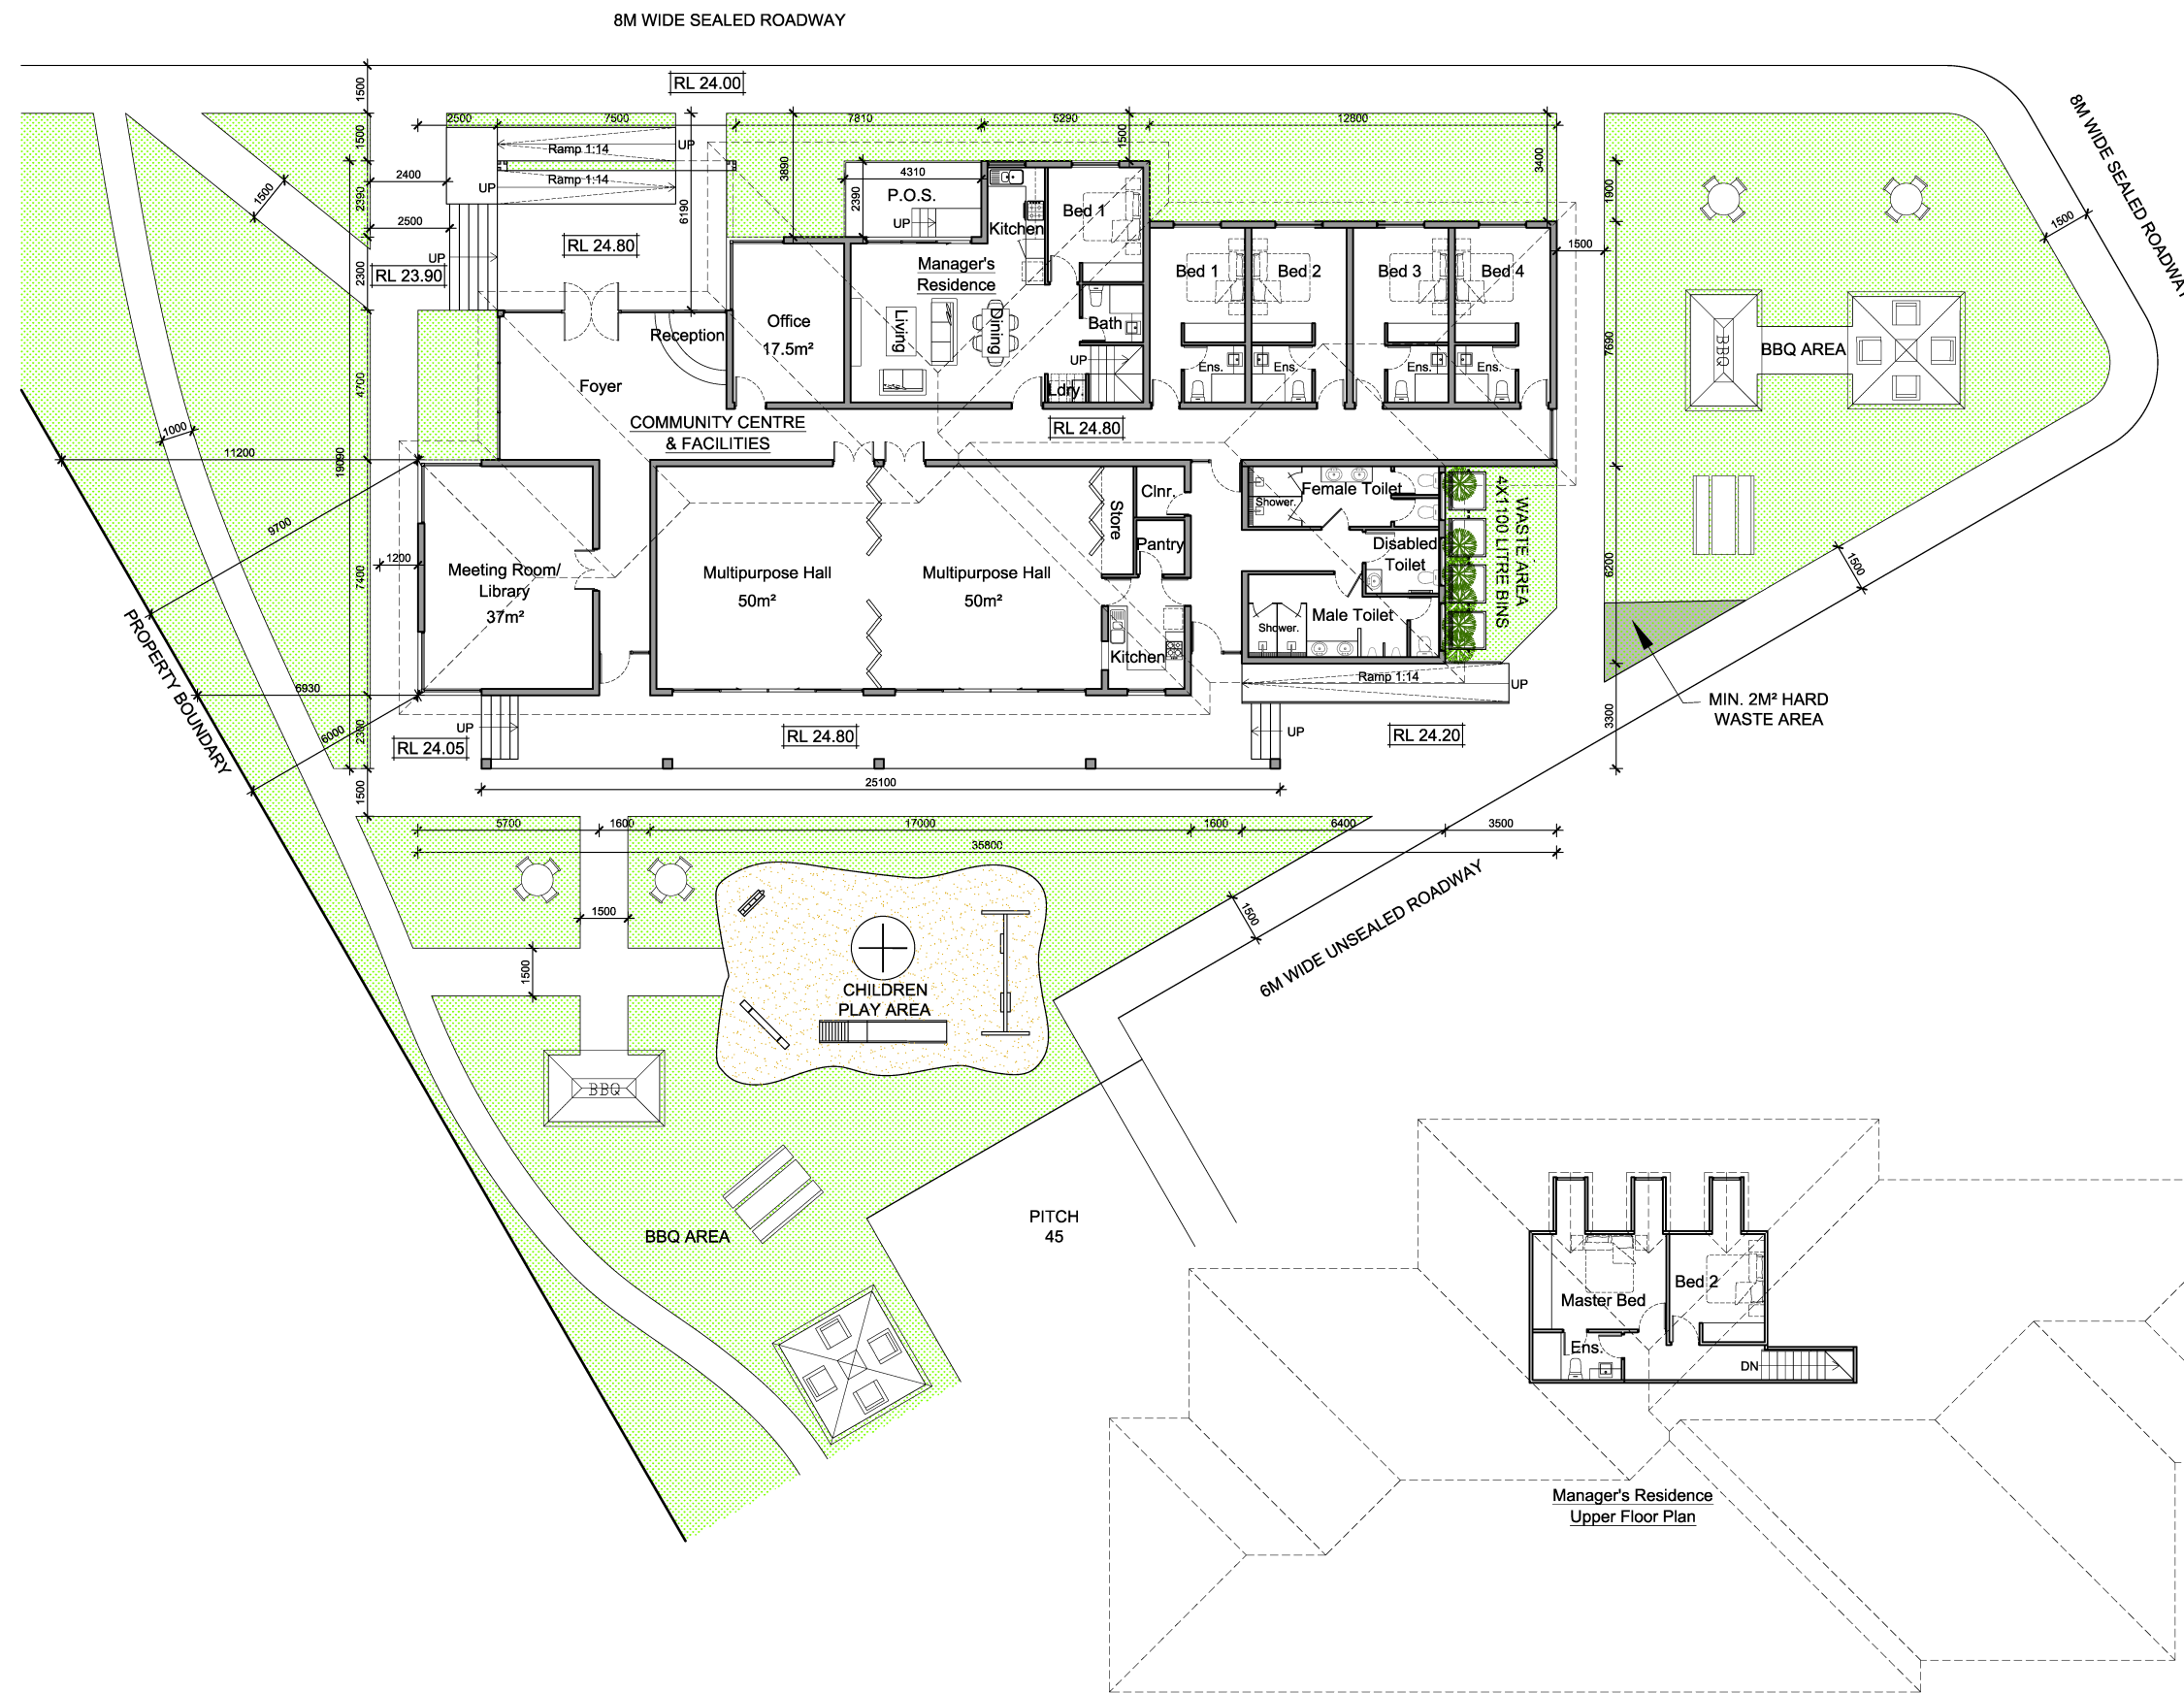 8M WIDE SEALED ROADWAY
RL 24.00
8M WIDE SEALED ROADWAY
1500
2500
7500
7810
5290
12800
1500
1500
3890
3400
Ramp 1:14
UP
Ramp 1:14
UP
2400
2390
1500
2500
6190
4310
2390
P.O.S.
UP
Kitchen
Bed 1
1900
1500
1500
RL 24.80
UP
RL 23.90
2300
Manager's
Residence
Bed 1
Bed 2
Bed 3
Bed 4
Office
17.5m²
Reception
Living
Dining
Bath
UP
Ldry.
Ens.
Ens.
Ens.
Ens.
7690
BBQ
BBQ AREA
Foyer
4700
COMMUNITY CENTRE
& FACILITIES
RL 24.80
1000
11200
19090
9700
1200
7400
Meeting Room/
Library
37m²
Multipurpose Hall
50m²
Multipurpose Hall
50m²
Store
Clnr.
Pantry
Kitchen
Female Toilet
Shower.
Disabled
Toilet
Male Toilet
Shower.
WASTE AREA
4X1100 LITRE BINS
6200
1500
Ramp 1:14
UP
MIN. 2M² HARD
WASTE AREA
PROPERTY BOUNDARY
6930
6000
2300
UP
RL 24.05
RL 24.80
UP
RL 24.20
3300
25100
1500
5700
1600
17000
1600
6400
3500
35800
1500
1500
1500
6M WIDE UNSEALED ROADWAY
CHILDREN
PLAY AREA
BBQ
BBQ AREA
PITCH
45
Master Bed
Bed 2
Ens.
DN
Manager's Residence
Upper Floor Plan